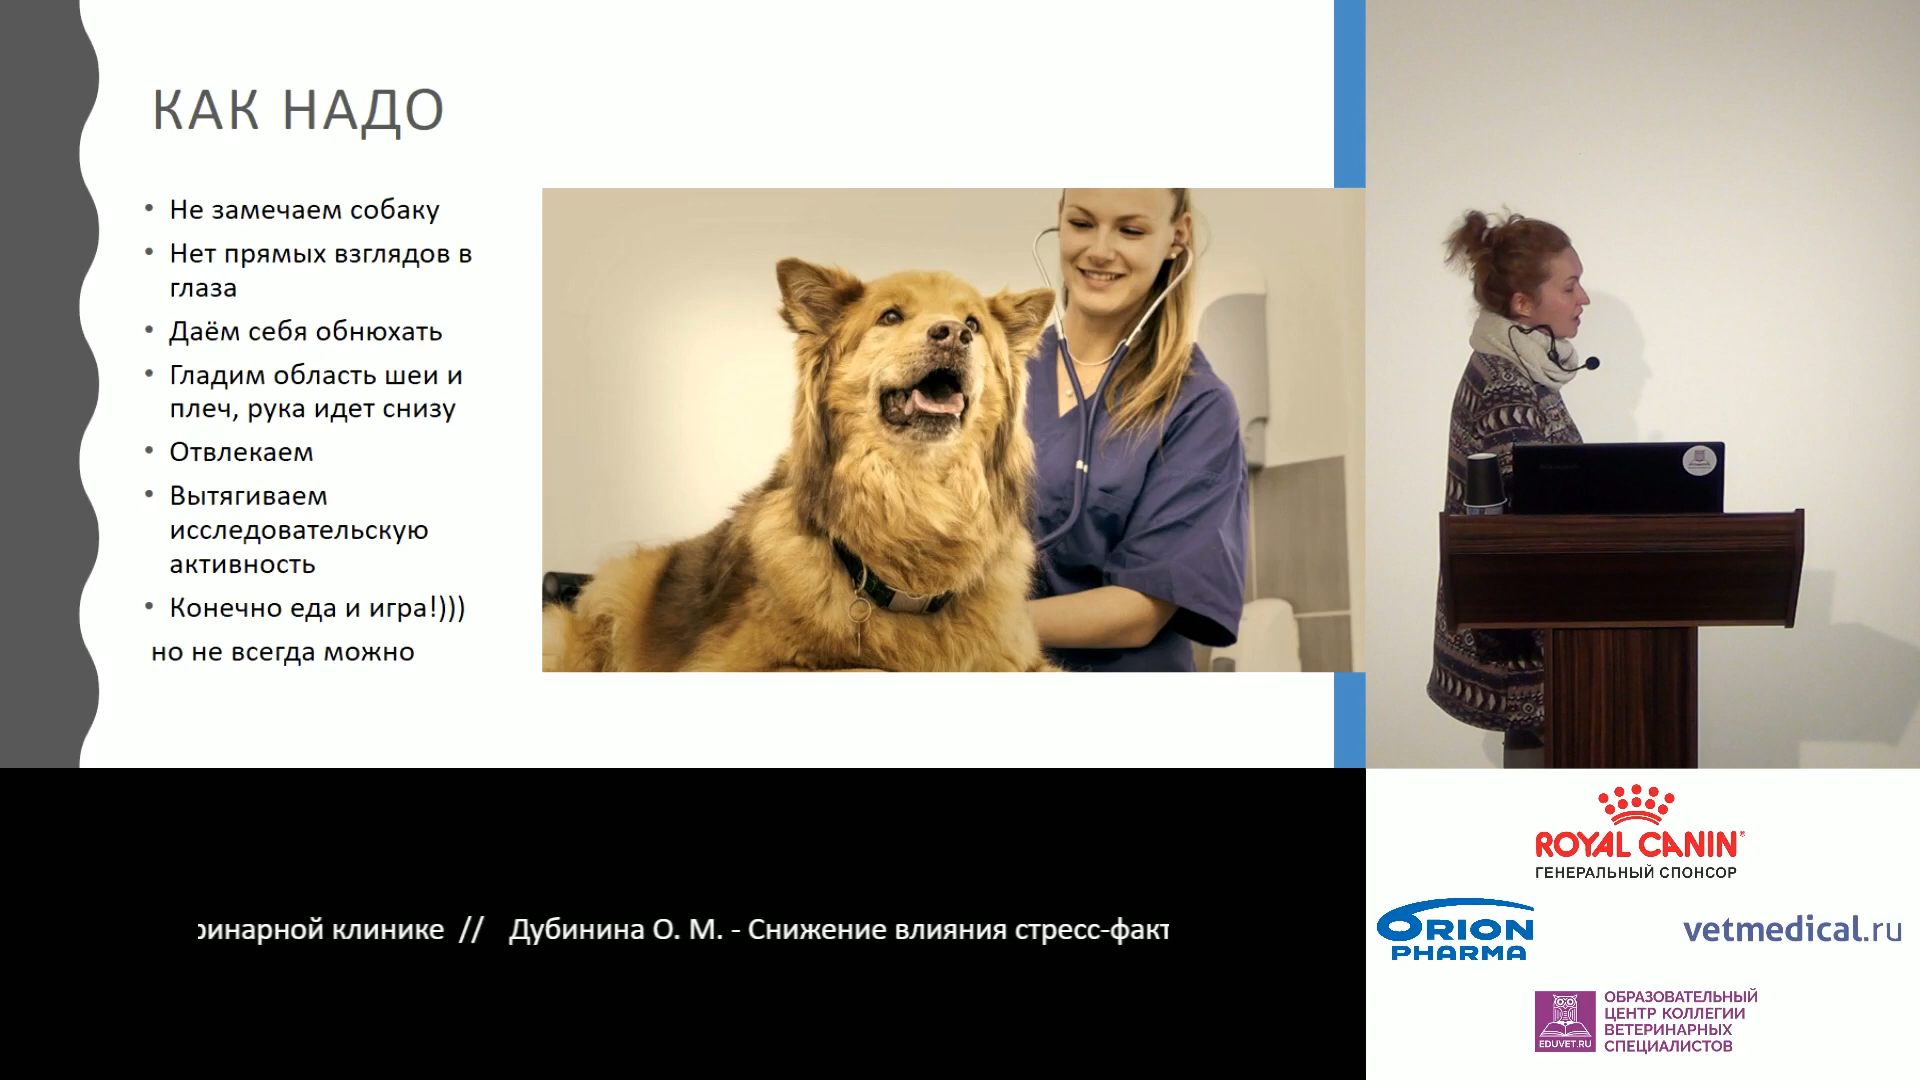 КАК НАДО
• Не замечаем собаку
• Нет прямых взглядов в
глаза
• Даём себя обнюхать
• Гладим область шеи и
плеч, рука идет снизу
• Отвлекаем
• Вытягиваем
исследовательскую
активность
• Конечно еда и игра!)))
но не всегда можно
ринарной клинике // Дубинина О. М. - Снижение влияния стресс-факт
ROYAL CANIN®
ГЕНЕРАЛЬНЫЙ СПОНСОР
ORION
PHARMA
vetmedical.ru
EDUVET.RU
ОБРАЗОВАТЕЛЬНЫЙ
ЦЕНТР КОЛЛЕГИИ
ВЕТЕРИНАРНЫХ
СПЕЦИАЛИСТОВ